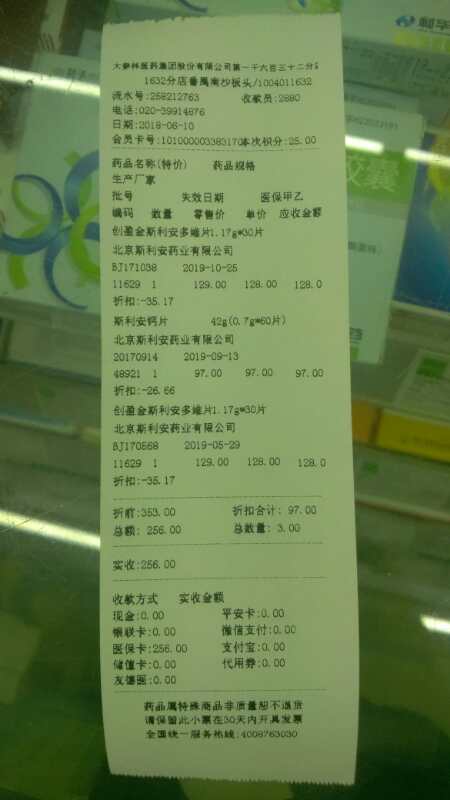 大参林医药集团股份有限公司第一千六百三十二分店
1632分店番禺南沙板头/1004011632
流水号:258212763 收款员:2880
电话:020-39914876
日期:2018-06-10
会员卡号:101000003383170本次积分:25.00
药品名称(特价) 药品规格
生产厂家
批号 失效日期 医保甲乙
编码 数量 零售价 单价 应收金额
创盈金斯利安多维片1.17g*30片
北京斯利安药业有限公司
BJ171038 2019-10-25
11629 1 129.00 128.00 128.0
折扣:-35.17
斯利安钙片 42g(0.7g*60片)
北京斯利安药业有限公司
20170914 2019-09-13
48921 1 97.00 97.00 97.00
折扣:-26.66
创盈金斯利安多维片1.17g*30片
北京斯利安药业有限公司
BJ170568 2019-05-29
11629 1 129.00 128.00 128.0
折扣:-35.17
折前:353.00 折扣合计: 97.00
总额: 256.00 总数量: 3.00
实收:256.00
收款方式 实收金额
现金:0.00 平安卡:0.00
银联卡:0.00 微信支付:0.00
医保卡:256.00 支付宝:0.00
储值卡:0.00 代用券:0.00
友德医:0.00
药品属特殊商品非质量恕不退货
请保留此小票在30天内开具发票
全国统一服务热线:4008763030